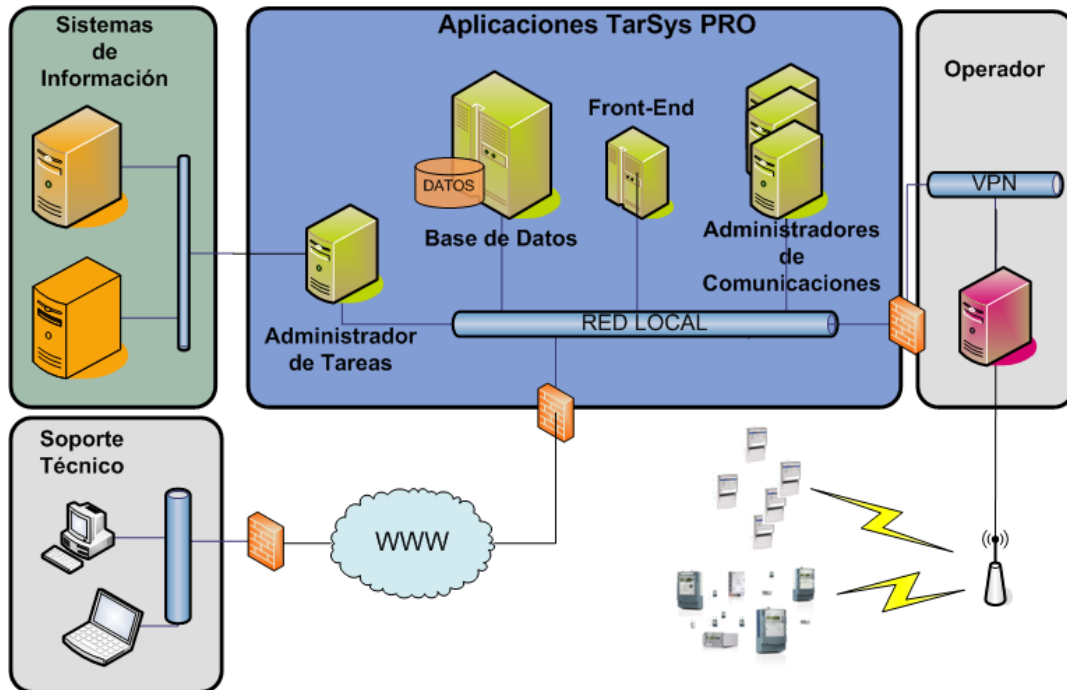 Sistemas
de
Información
Aplicaciones TarSys PRO
Operador
Front-End
DATOS
VPN
Base de Datos
Administradores
de
Comunicaciones
RED LOCAL
Administrador
de Tareas
Soporte
Técnico
WWW